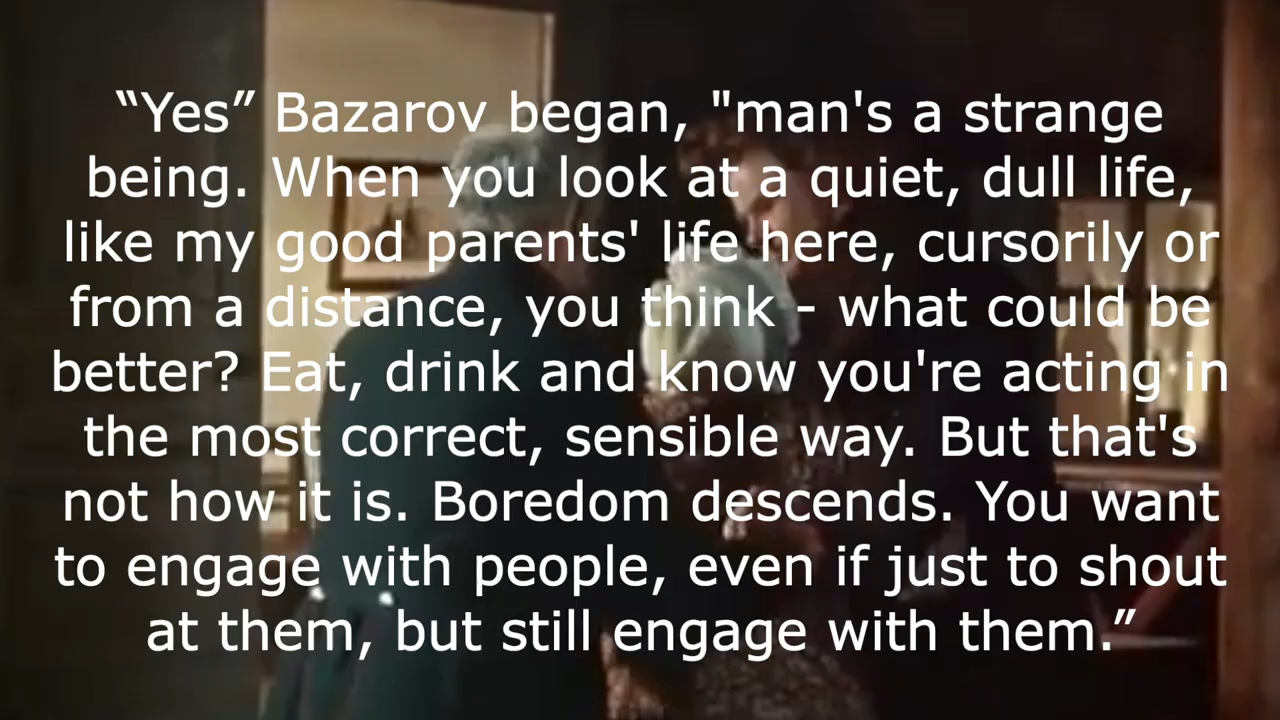 “Yes” Bazarov began, "man's a strange
being. When you look at a quiet, dull life,
like my good parents' life here, cursorily or
from a distance, you think - what could be
better? Eat, drink and know you're acting in
the most correct, sensible way. But that's
not how it is. Boredom descends. You want
to engage with people, even if just to shout
at them, but still engage with them.”